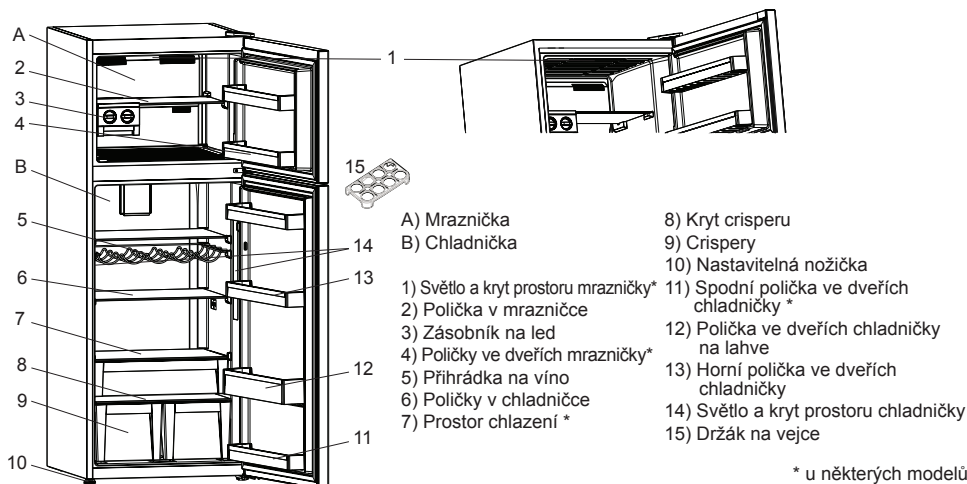 A
2
3
4
B
5
6
7
8
9
10
1
15
14
13
12
11
A) Mraznička
B) Chladnička
1) Světlo a kryt prostoru mrazničky*
2) Polička v mrazničce
3) Zásobník na led
4) Poličky ve dveřích mrazničky*
5) Přihrádka na víno
6) Poličky v chladničce
7) Prostor chlazení *
8) Kryt crisperu
9) Crispery
10) Nastavitelná nožička
11) Spodní polička ve dveřích
chladničky *
12) Polička ve dveřích chladničky
na lahve
13) Horní polička ve dveřích
chladničky
14) Světlo a kryt prostoru chladničky
15) Držák na vejce
* u některých modelů